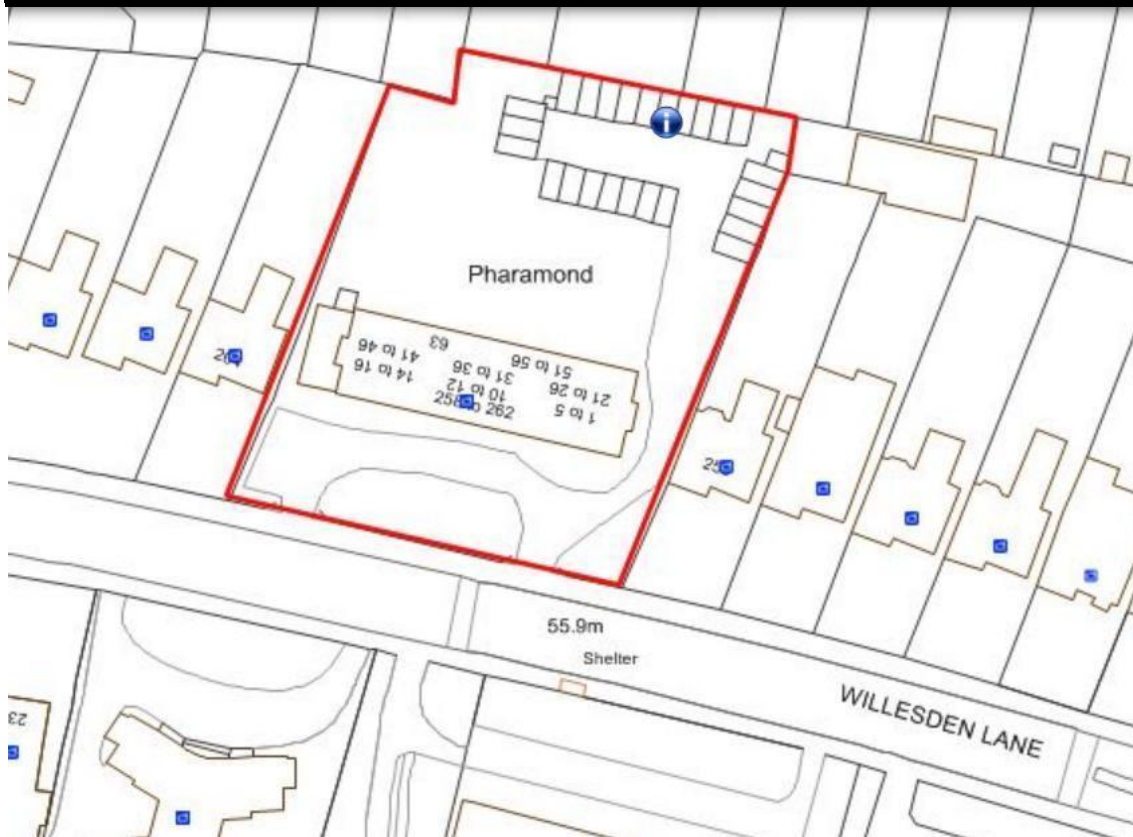 Pharamond
63
41 to 46
14 to 16
51 to 56
31 to 36
10 to 12
21 to 26
1 to 5
to 262
55.9m
Shelter
WILLESDEN LANE
23